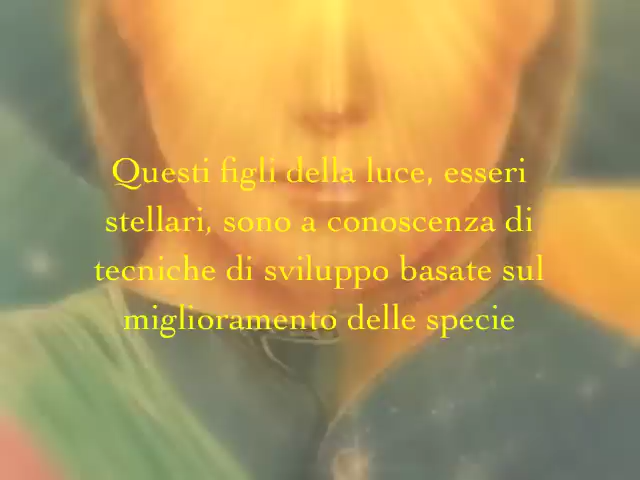 Questi figli della luce, esseri
stellari, sono a conoscenza di
tecniche di sviluppo basate sul
miglioramento delle specie